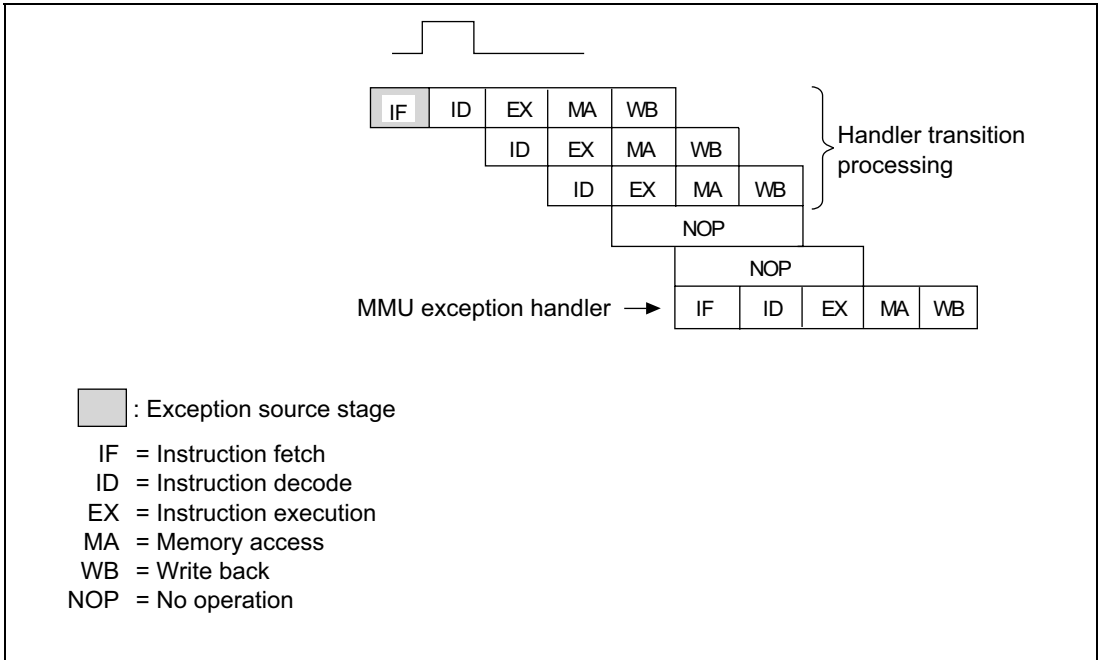 IF ID EX MA WB
ID EX MA WB
ID EX MA WB
Handler transition
processing
NOP
NOP
MMU exception handler IF ID EX MA WB
: Exception source stage
IF = Instruction fetch
ID = Instruction decode
EX = Instruction execution
MA = Memory access
WB = Write back
NOP = No operation